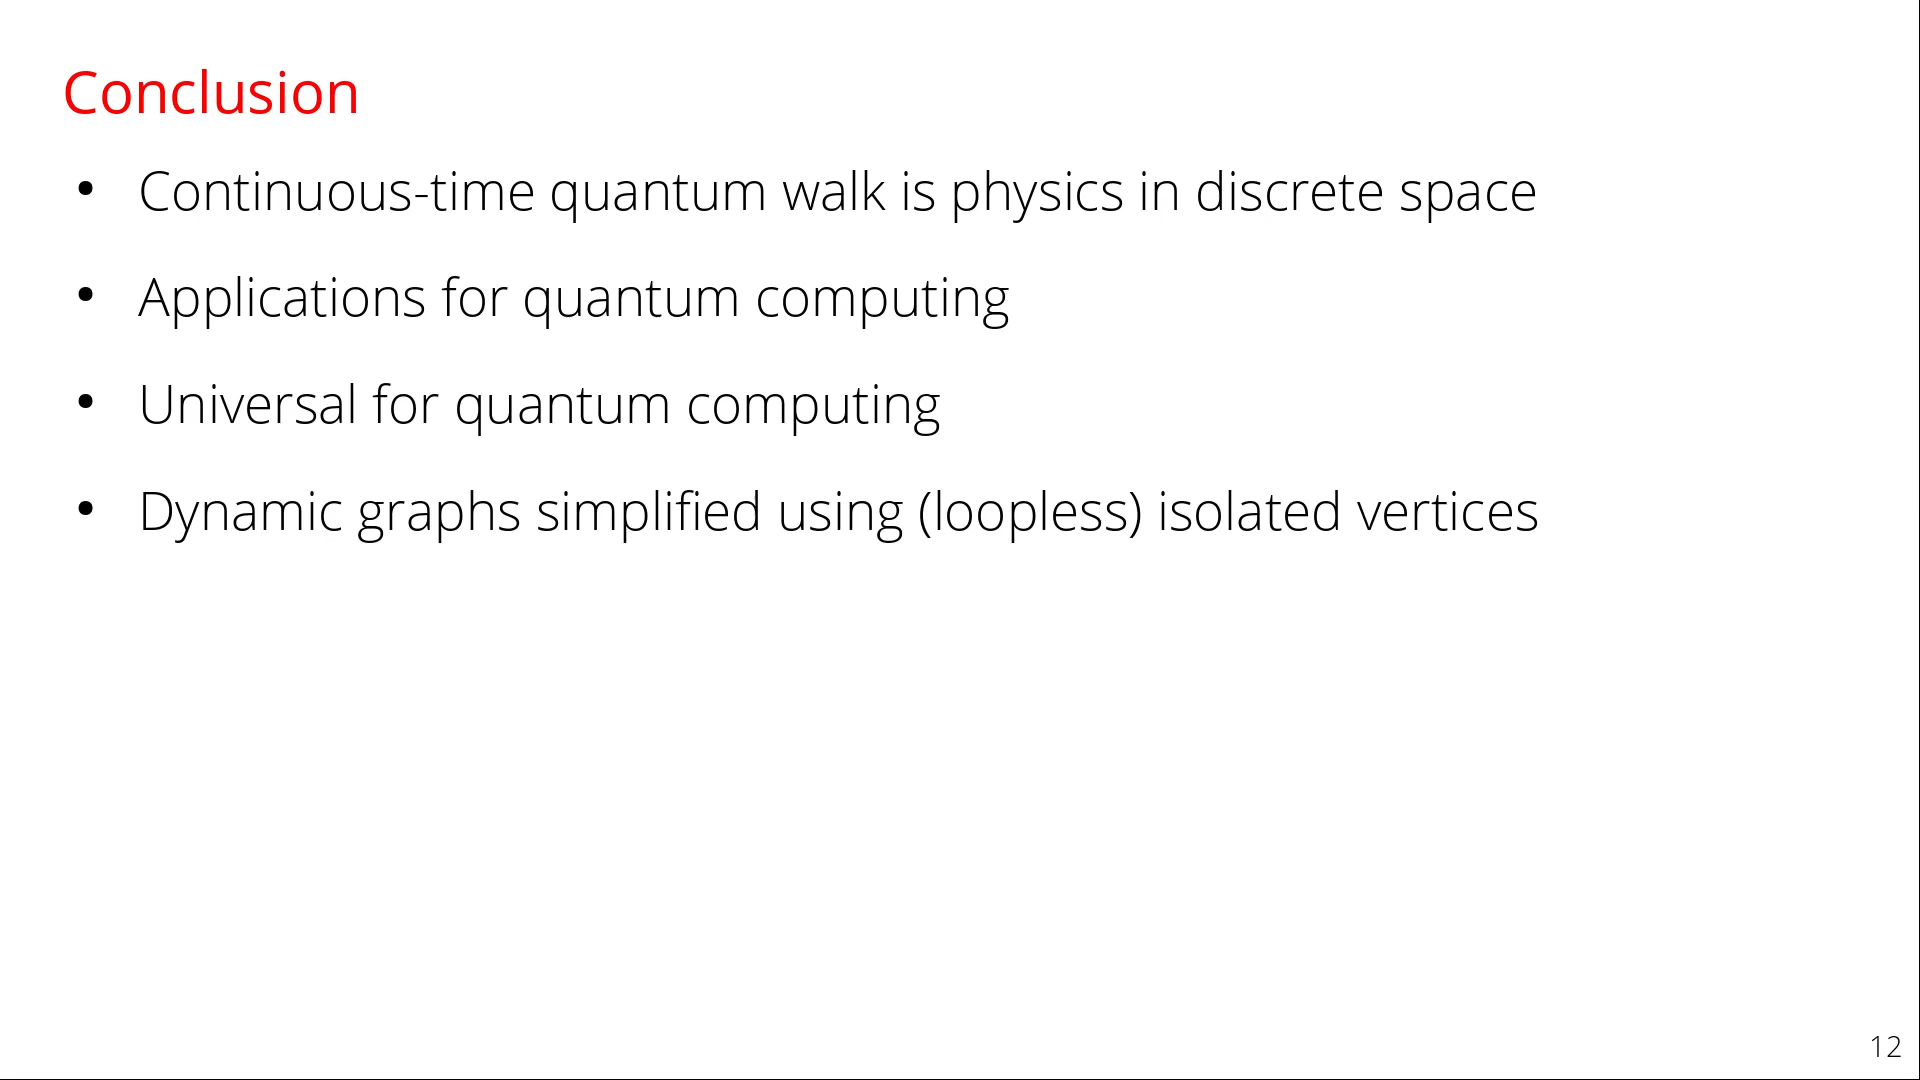 Conclusion
• Continuous-time quantum walk is physics in discrete space
• Applications for quantum computing
• Universal for quantum computing
• Dynamic graphs simplified using (loopless) isolated vertices
12